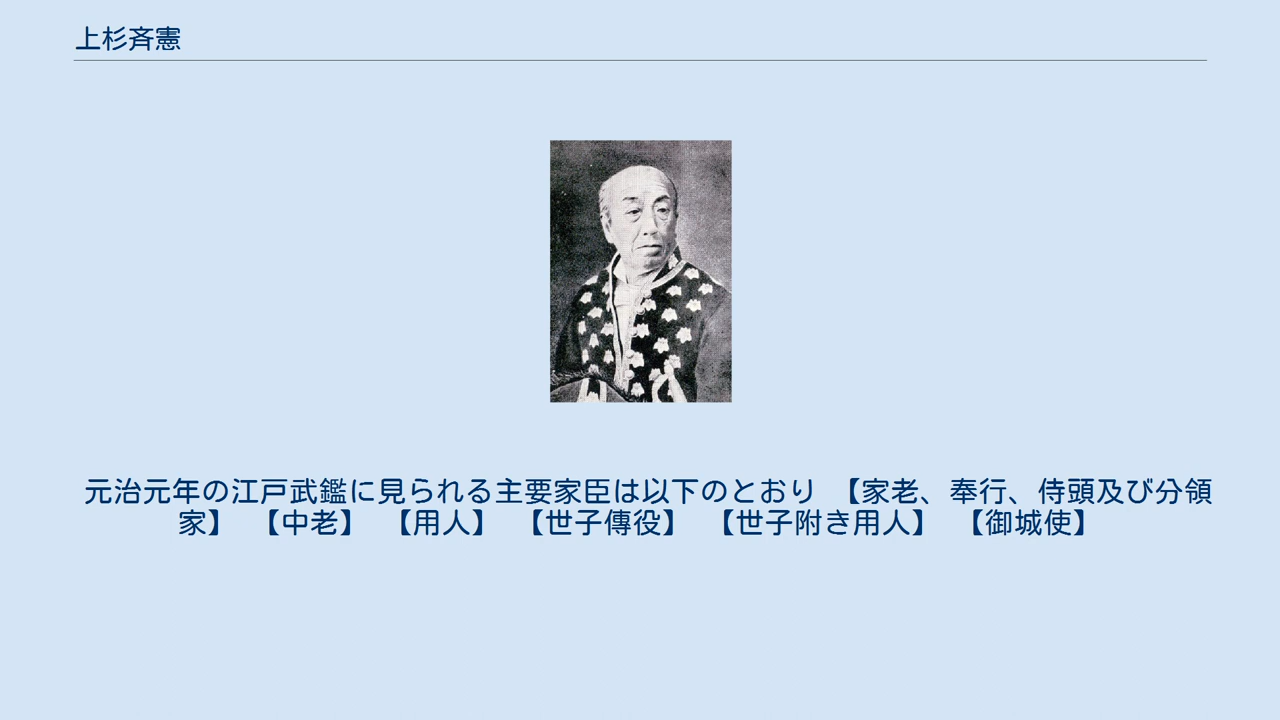 上杉斉憲
元治元年の江戸武鑑に見られる主要家臣は以下のとおり 【家老、奉行、侍頭及び分領
家】 【中老】 【用人】 【世子傳役】 【世子附き用人】 【御城使】